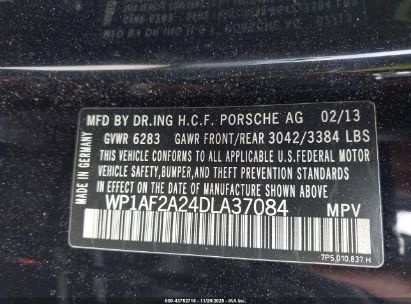 MFD BY DR.ING H.C.F. PORSCHE AG 02/13
GVWR 6283 GAWR FRONT/REAR 3042/3384 LBS
THIS VEHICLE CONFORMS TO ALL APPLICABLE U.S.FEDERAL MOTOR
VEHICLE SAFETY, BUMPER, AND THEFT PREVENTION STANDARDS
IN EFFECT ON THE DATE OF MANUFACTURE SHOWN ABOVE.
WP1AF2A24DLA37084 MPV
MADE IN GERMANY
7P5.010.837.H